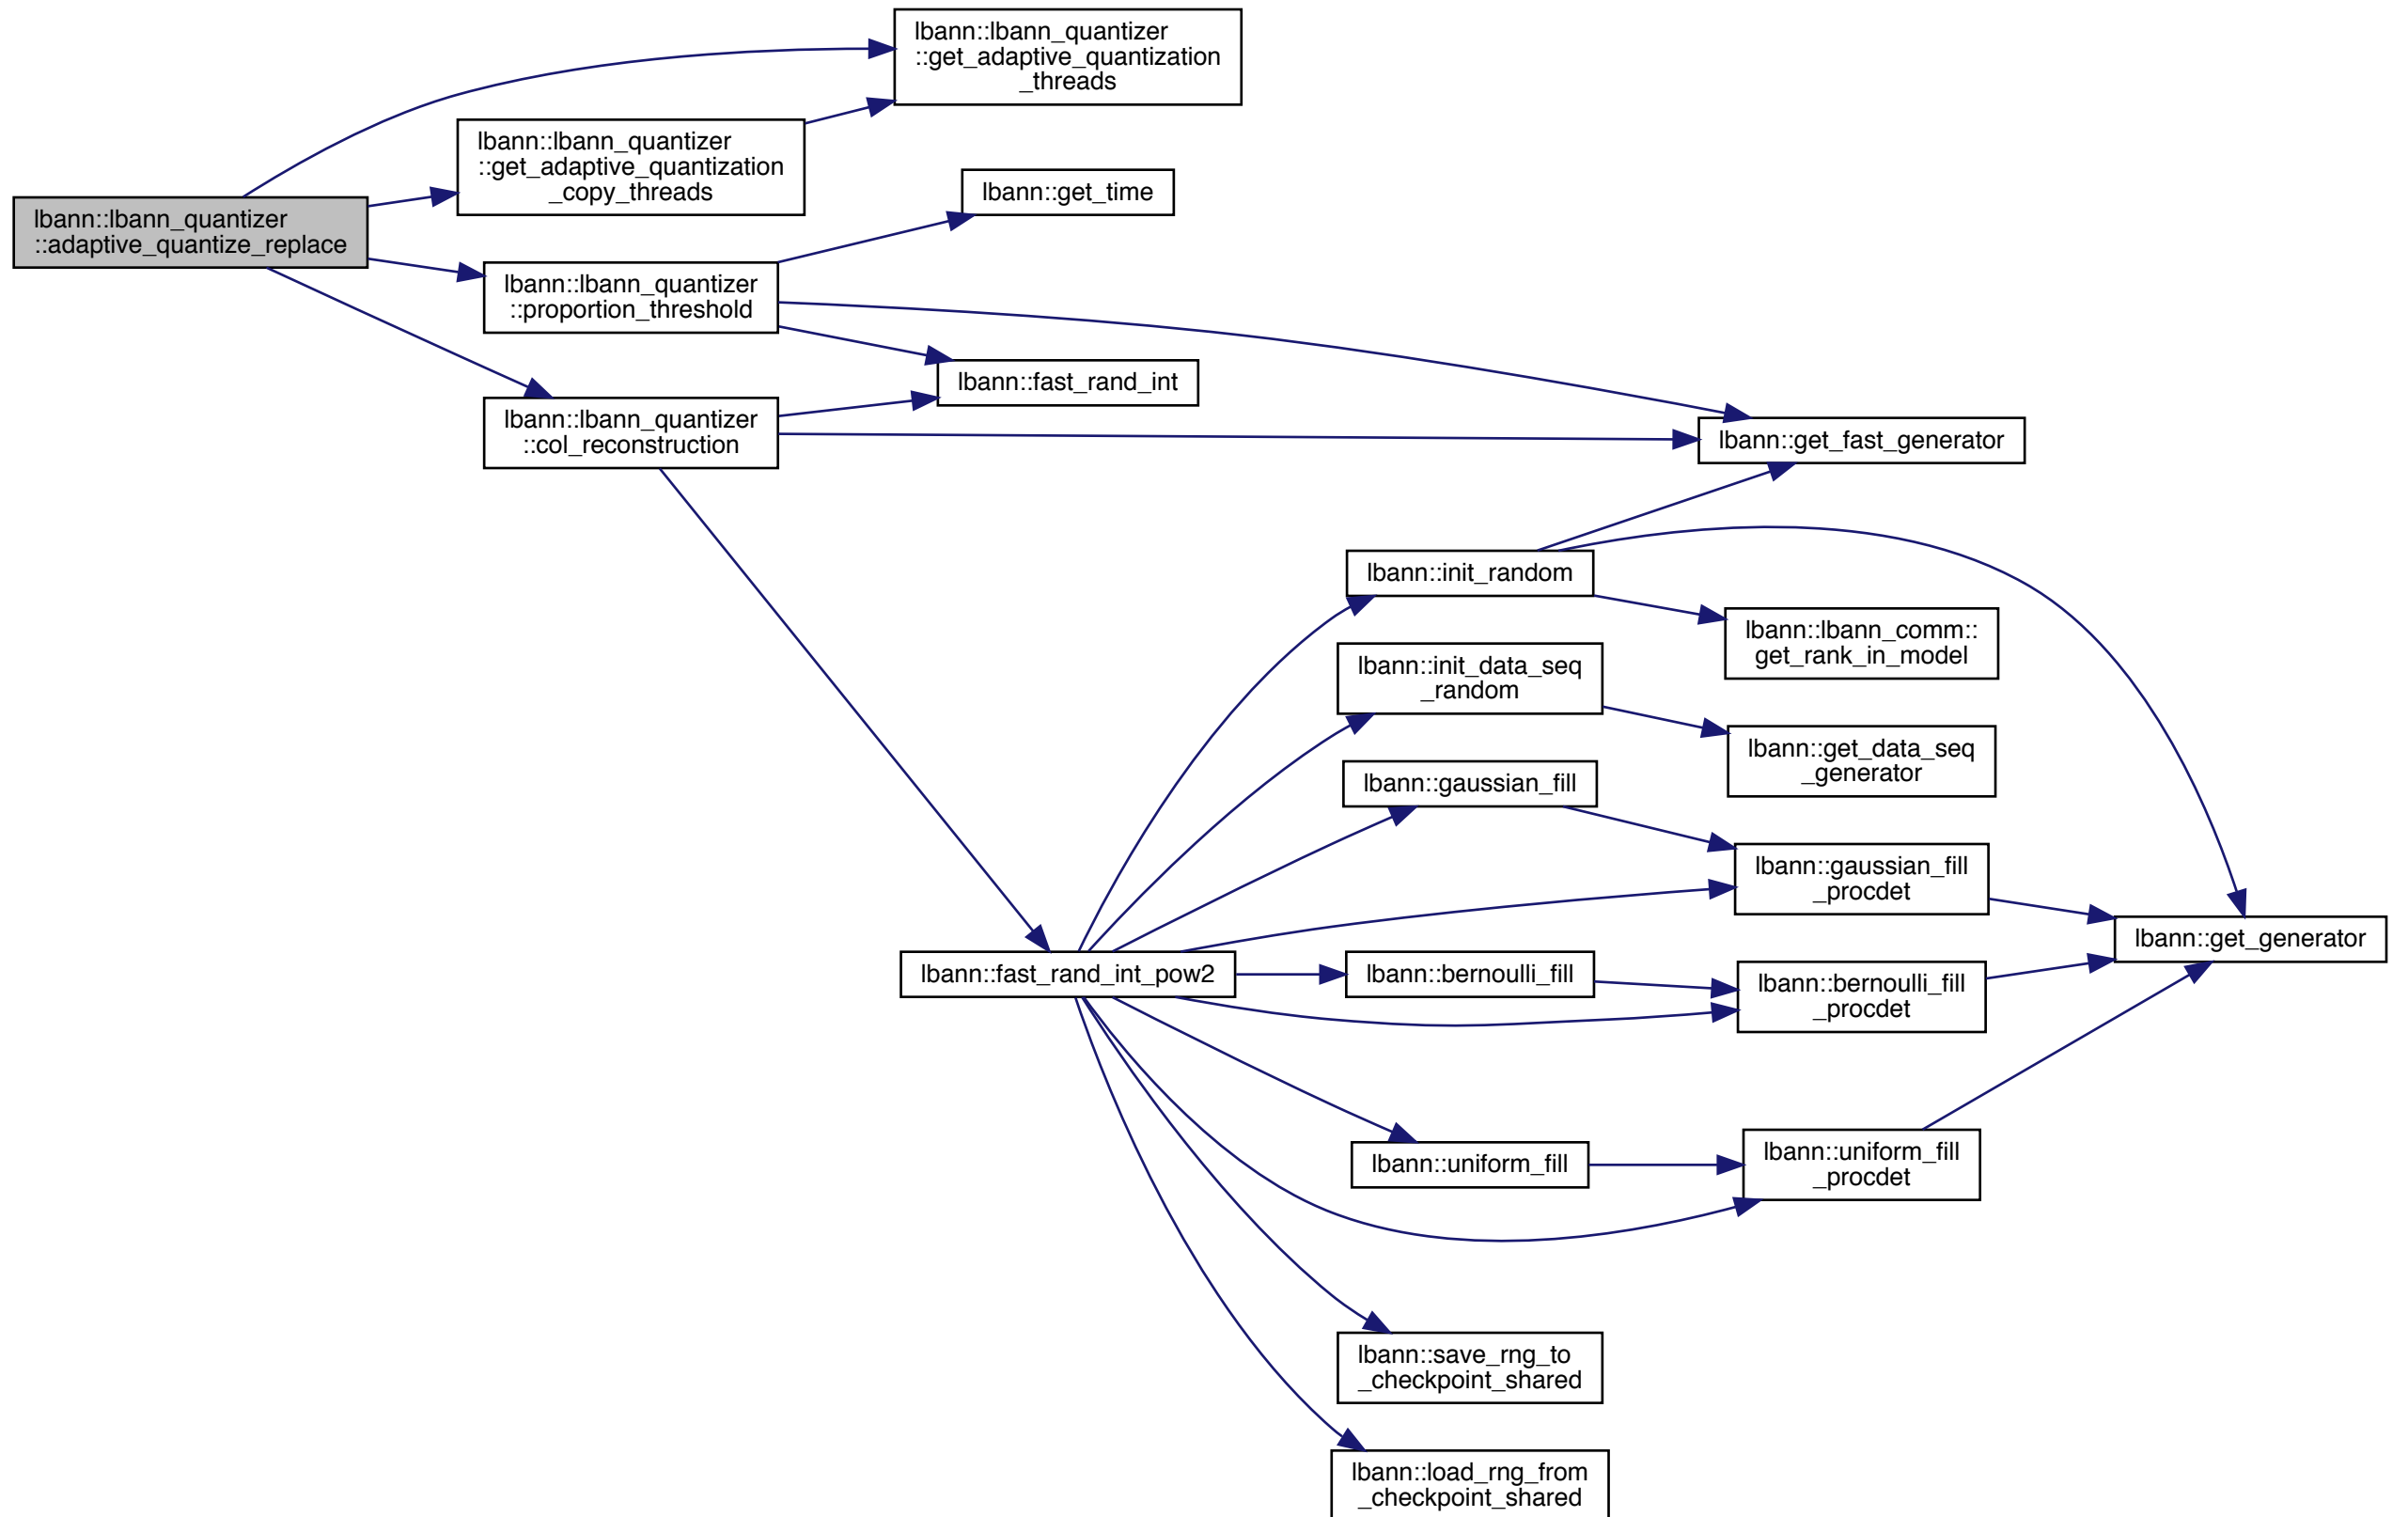 lbann::lbann_quantizer
::adaptive_quantize_replace
lbann::lbann_quantizer
::get_adaptive_quantization
_threads
lbann::lbann_quantizer
::get_adaptive_quantization
_copy_threads
lbann::get_time
lbann::lbann_quantizer
::proportion_threshold
lbann::fast_rand_int
lbann::lbann_quantizer
::col_reconstruction
lbann::get_fast_generator
lbann::init_random
lbann::lbann_comm::
get_rank_in_model
lbann::init_data_seq
_random
lbann::get_data_seq
_generator
lbann::gaussian_fill
lbann::gaussian_fill
_procdet
lbann::get_generator
lbann::fast_rand_int_pow2
lbann::bernoulli_fill
lbann::bernoulli_fill
_procdet
lbann::uniform_fill
lbann::uniform_fill
_procdet
lbann::save_rng_to
_checkpoint_shared
lbann::load_rng_from
_checkpoint_shared